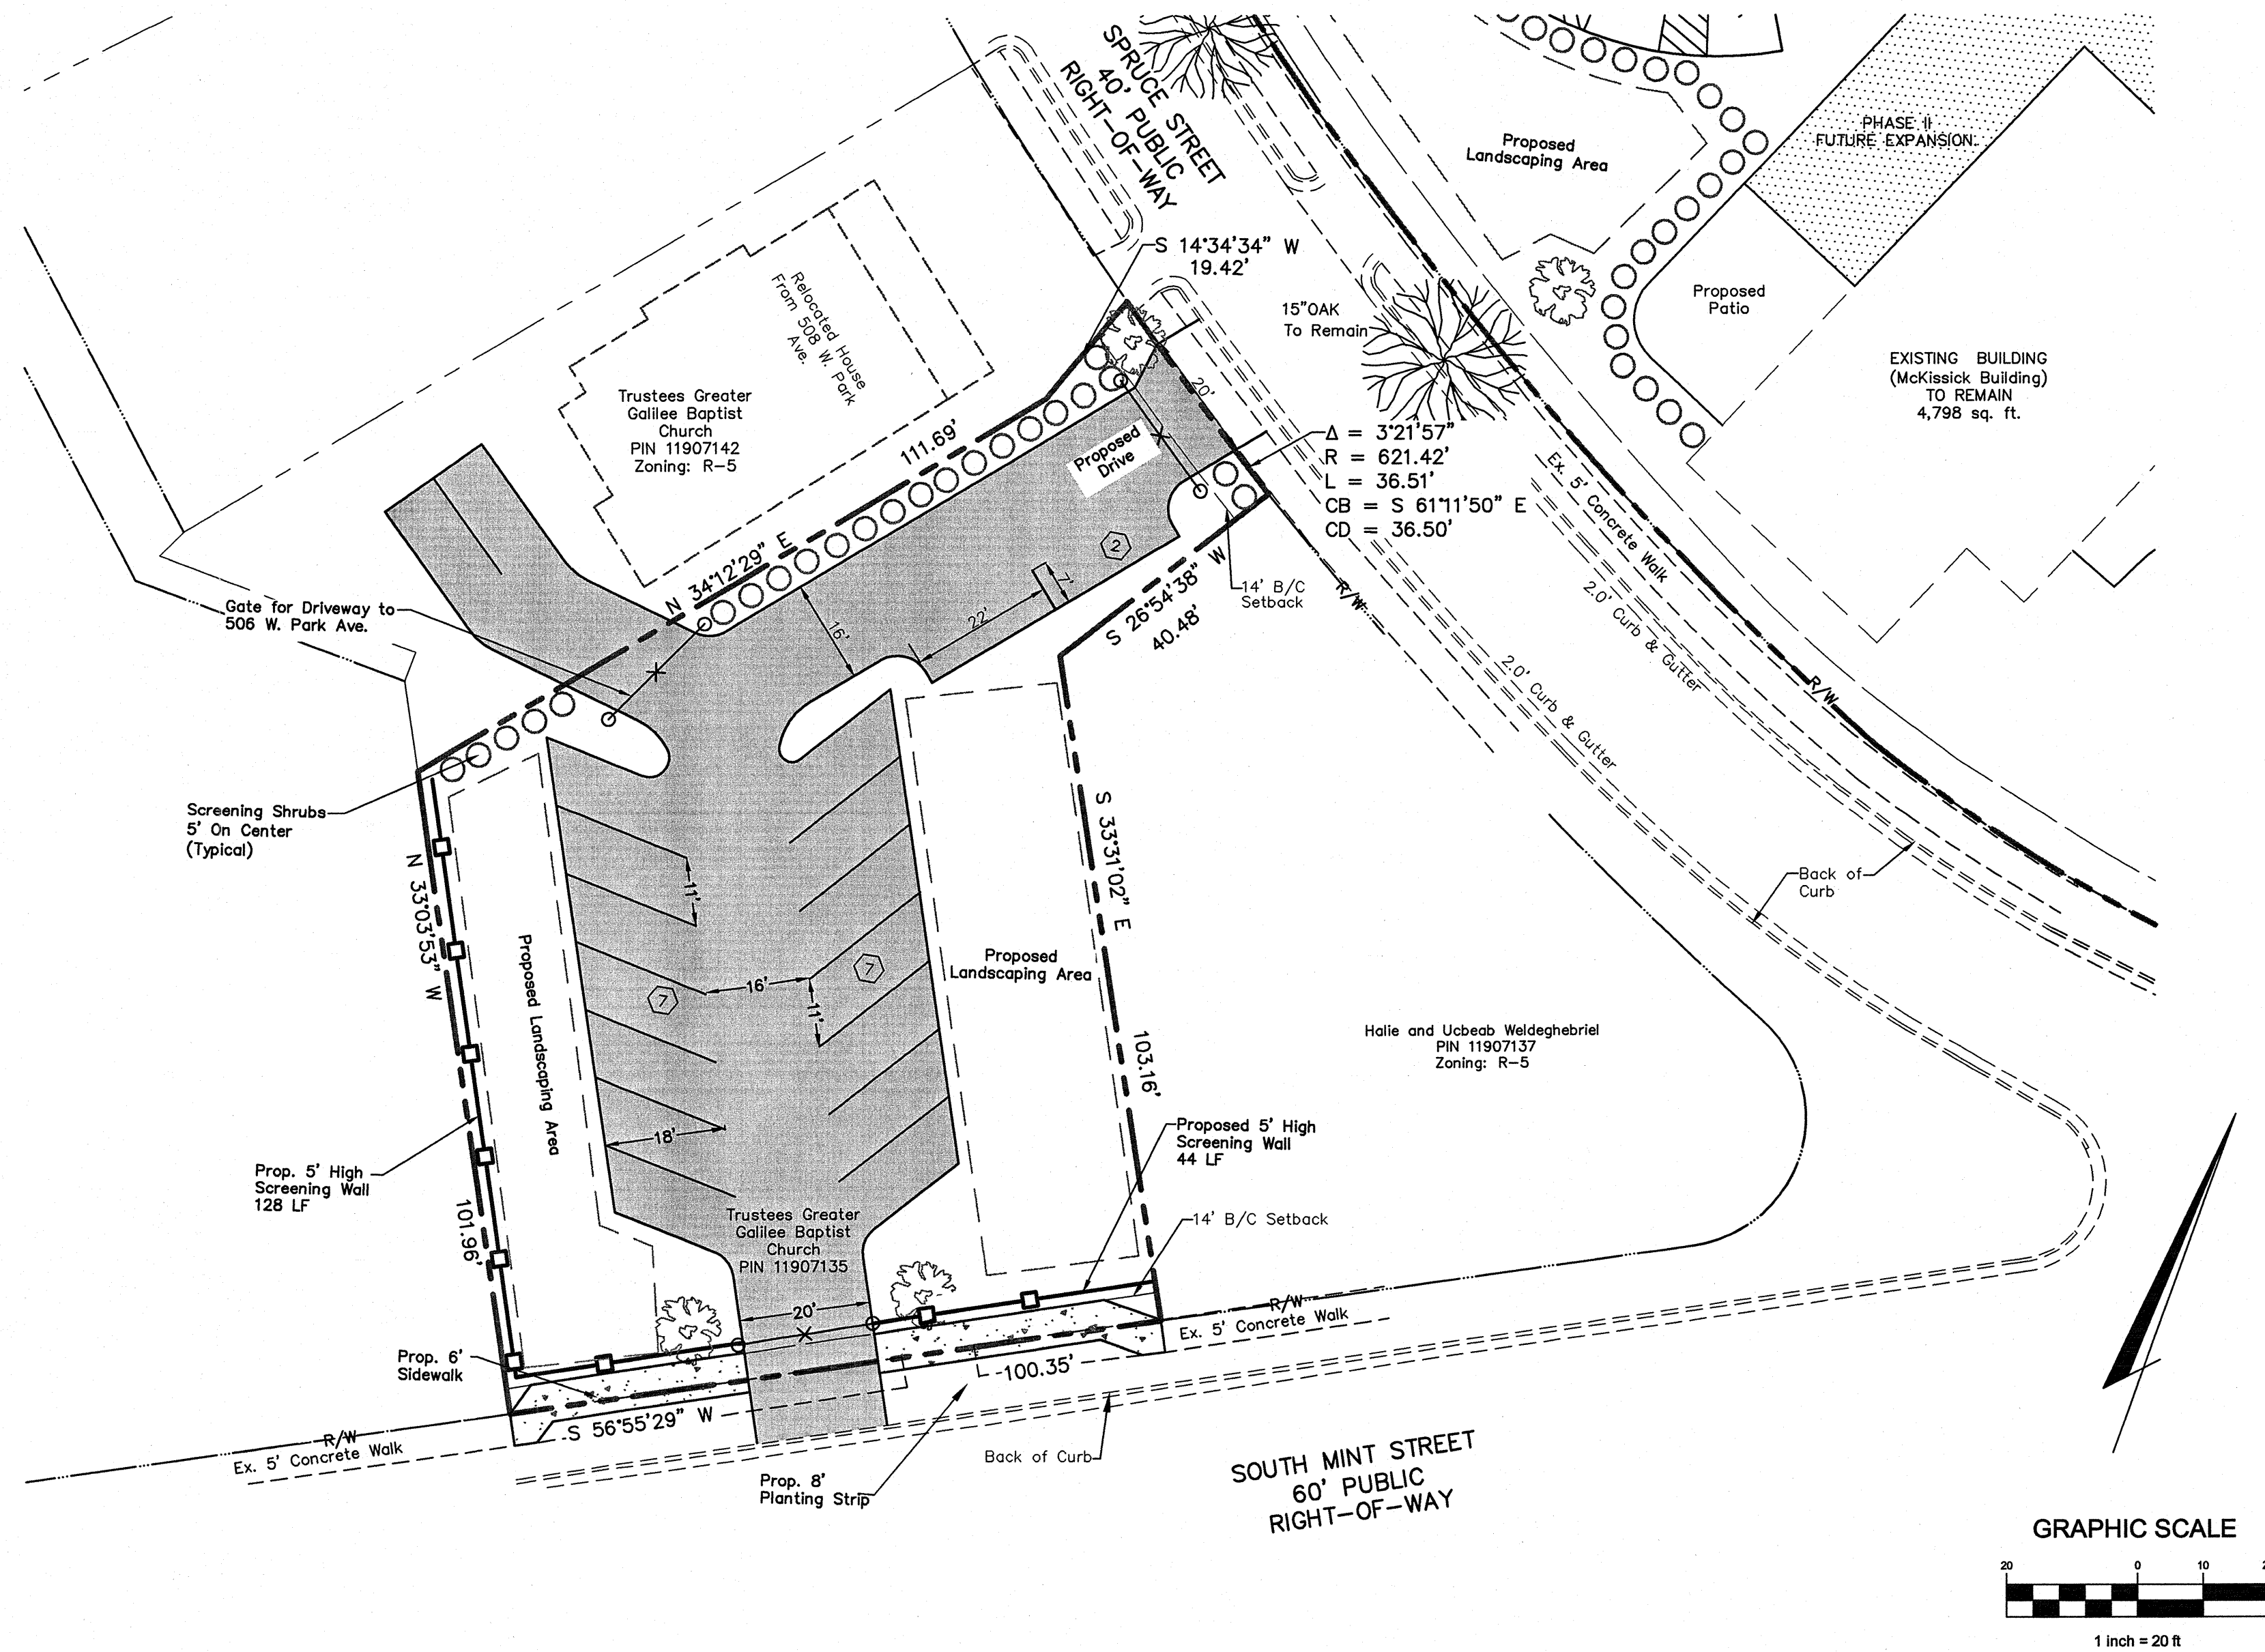 SPRUCE STREET
40' PUBLIC
RIGHT-OF-WAY
Proposed
Landscaping Area
PHASE II
FUTURE EXPANSION
S 14°34'34" W
19.42'
Relocated House
From 508 W. Park
Ave.
15"OAK
To Remain
Proposed
Patio
EXISTING BUILDING
(McKissick Building)
TO REMAIN
4,798 sq. ft.
Trustees Greater
Galilee Baptist
Church
PIN 11907142
Zoning: R-5
20'
111.69'
Proposed
Drive
Δ = 3°21'57"
R = 621.42'
L = 36.51'
CB = S 61°11'50" E
CD = 36.50'
Ex. 5' Concrete Walk
2.0' Curb & Gutter
N 34°12'29" E
2
7'
22'
16'
S 26°54'38" W
40.48'
14' B/C
Setback
R/W
Gate for Driveway to
506 W. Park Ave.
2.0' Curb & Gutter
R/W
Screening Shrubs
5' On Center
(Typical)
N 33°03'53" W
101.96'
11'
S 33°31'02" E
103.16'
Back of
Curb
Proposed Landscaping Area
7
16'
11'
7
Proposed
Landscaping Area
Halie and Ucbeab Weldeghebriel
PIN 11907137
Zoning: R-5
18'
Proposed 5' High
Screening Wall
44 LF
Prop. 5' High
Screening Wall
128 LF
Trustees Greater
Galilee Baptist
Church
PIN 11907135
14' B/C Setback
20'
R/W
Ex. 5' Concrete Walk
Prop. 6'
Sidewalk
100.35'
S 56°55'29" W
R/W
Ex. 5' Concrete Walk
Back of Curb
Prop. 8'
Planting Strip
SOUTH MINT STREET
60' PUBLIC
RIGHT-OF-WAY
GRAPHIC SCALE
20 0 10
1 inch = 20 ft